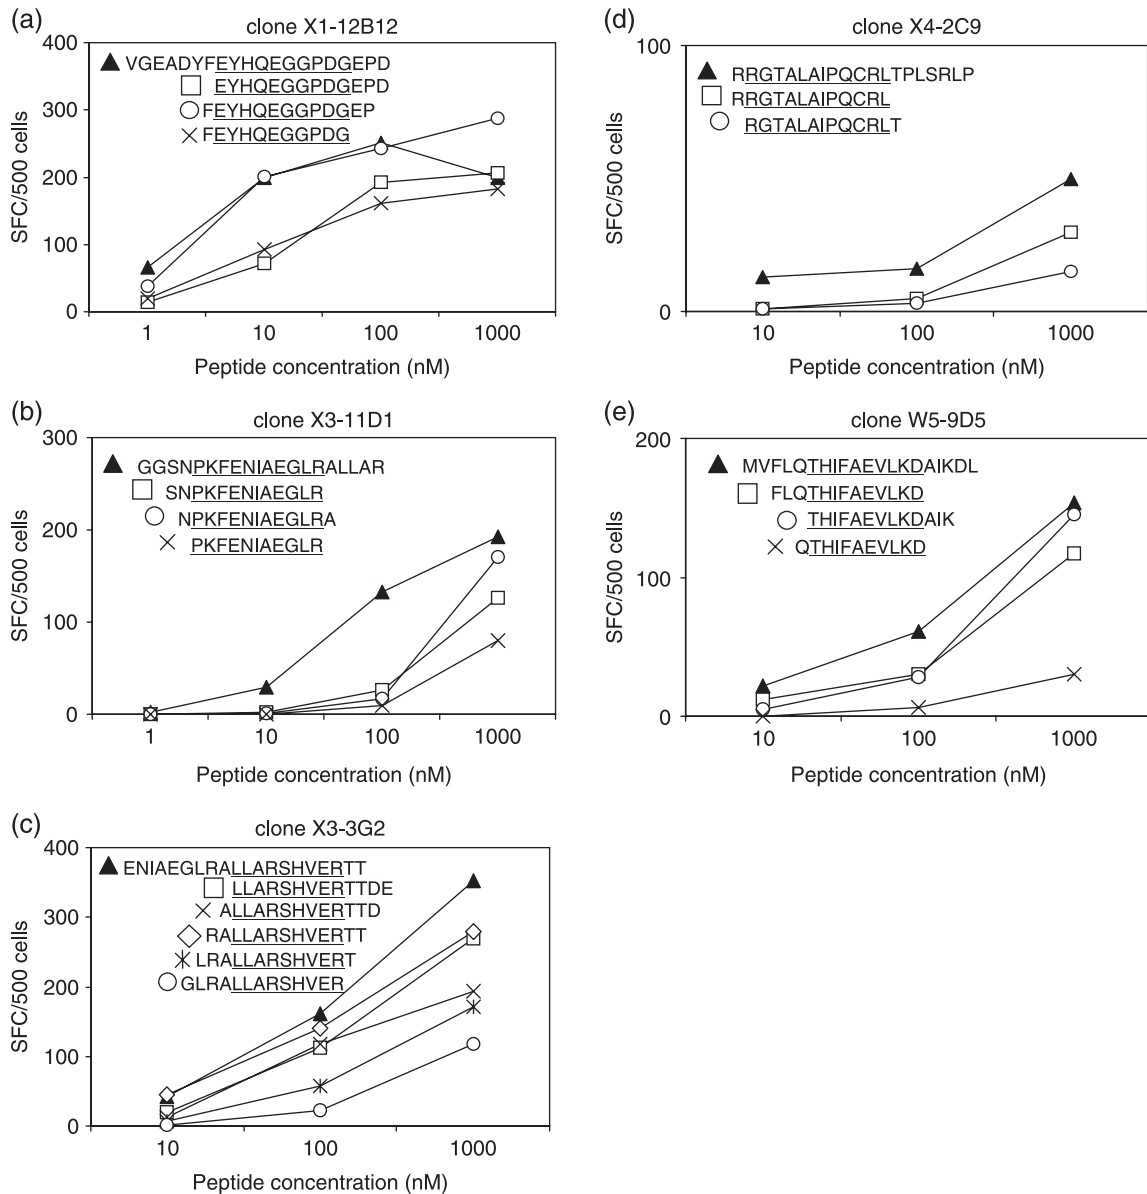 (a)
clone X1-12B12
400
300
200
100
0
SFC/500 cells
VGEADYFEYHQEGGPDGEPD
EYHQEGGPDGEPD
FEYHQEGGPDGEP
FEYHQEGGPDG
1 10 100 1000
Peptide concentration (nM)
(b)
clone X3-11D1
300
200
100
0
SFC/500 cells
GGSNPKFENIAEGLRALLAR
SNPKFENIAEGLR
NPKFENIAEGLRA
PKFENIAEGLR
1 10 100 1000
Peptide concentration (nM)
(c)
clone X3-3G2
400
300
200
100
0
SFC/500 cells
ENIAEGLRALLARSHVERTT
LLARSHVERTTDE
ALLARSHVERTTD
RALLARSHVERTT
LRALLARSHVERT
GLRALLARSHVER
10 100 1000
Peptide concentration (nM)
(d)
clone X4-2C9
100
50
0
SFC/500 cells
RRGTALAIPQCRLTPLSRLP
RRGTALAIPQCRL
RGTALAIPQCRLT
10 100 1000
Peptide concentration (nM)
(e)
clone W5-9D5
200
100
0
SFC/500 cells
MVFLQTHIFAEVLKDAIKDL
FLQTHIFAEVLKD
THIFAEVLKDAIK
QTHIFAEVLKD
10 100 1000
Peptide concentration (nM)